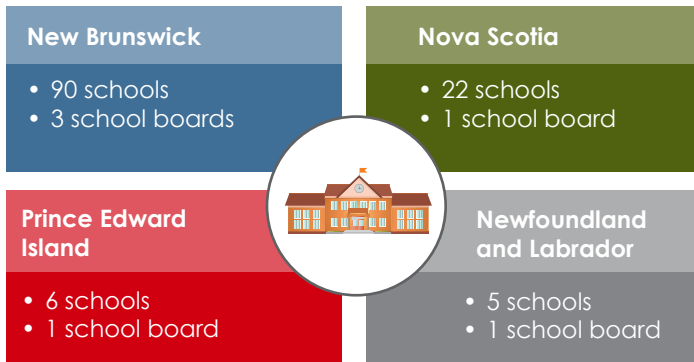 New Brunswick
• 90 schools
• 3 school boards
Nova Scotia
• 22 schools
• 1 school board
Prince Edward
Island
• 6 schools
• 1 school board
Newfoundland
and Labrador
• 5 schools
• 1 school board